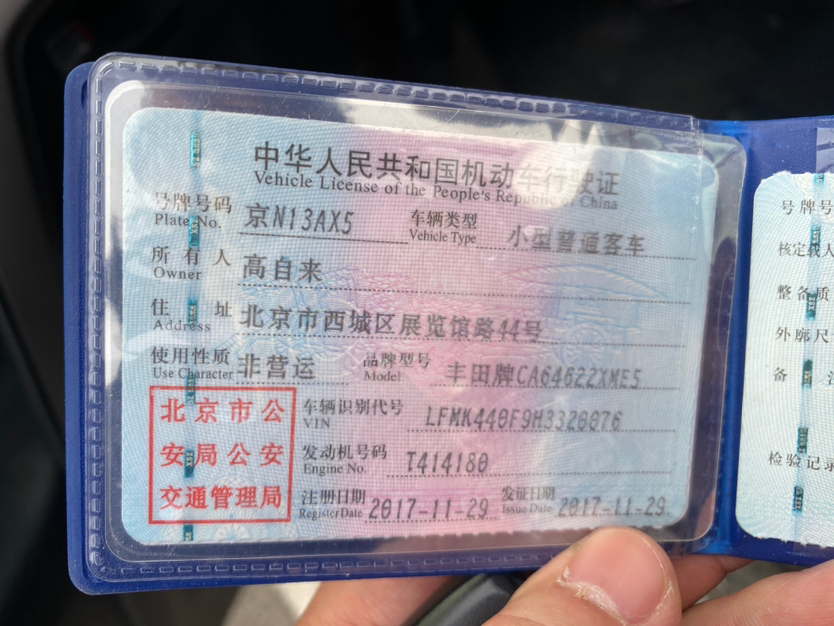 中华人民共和国机动车行驶证
Vehicle License of the People's Republic of China
号牌号码 京N13AX5 车辆类型 小型普通客车
Plate No. Vehicle Type
所有人 高自来
Owner
住址 北京市西城区展览馆路44号
Address
使用性质 非营运 品牌型号 丰田牌CA64622XME5
Use Character Model
北京市公
安局公安
交通管理局
车辆识别代号 LFMK440F9H3320076
VIN
发动机号码 T414180
Engine No.
注册日期 2017-11-29 发证日期 2017-11-29
Register Date Issue Date
号牌号
核定载人
整备质
外廓尺
备
检验记录